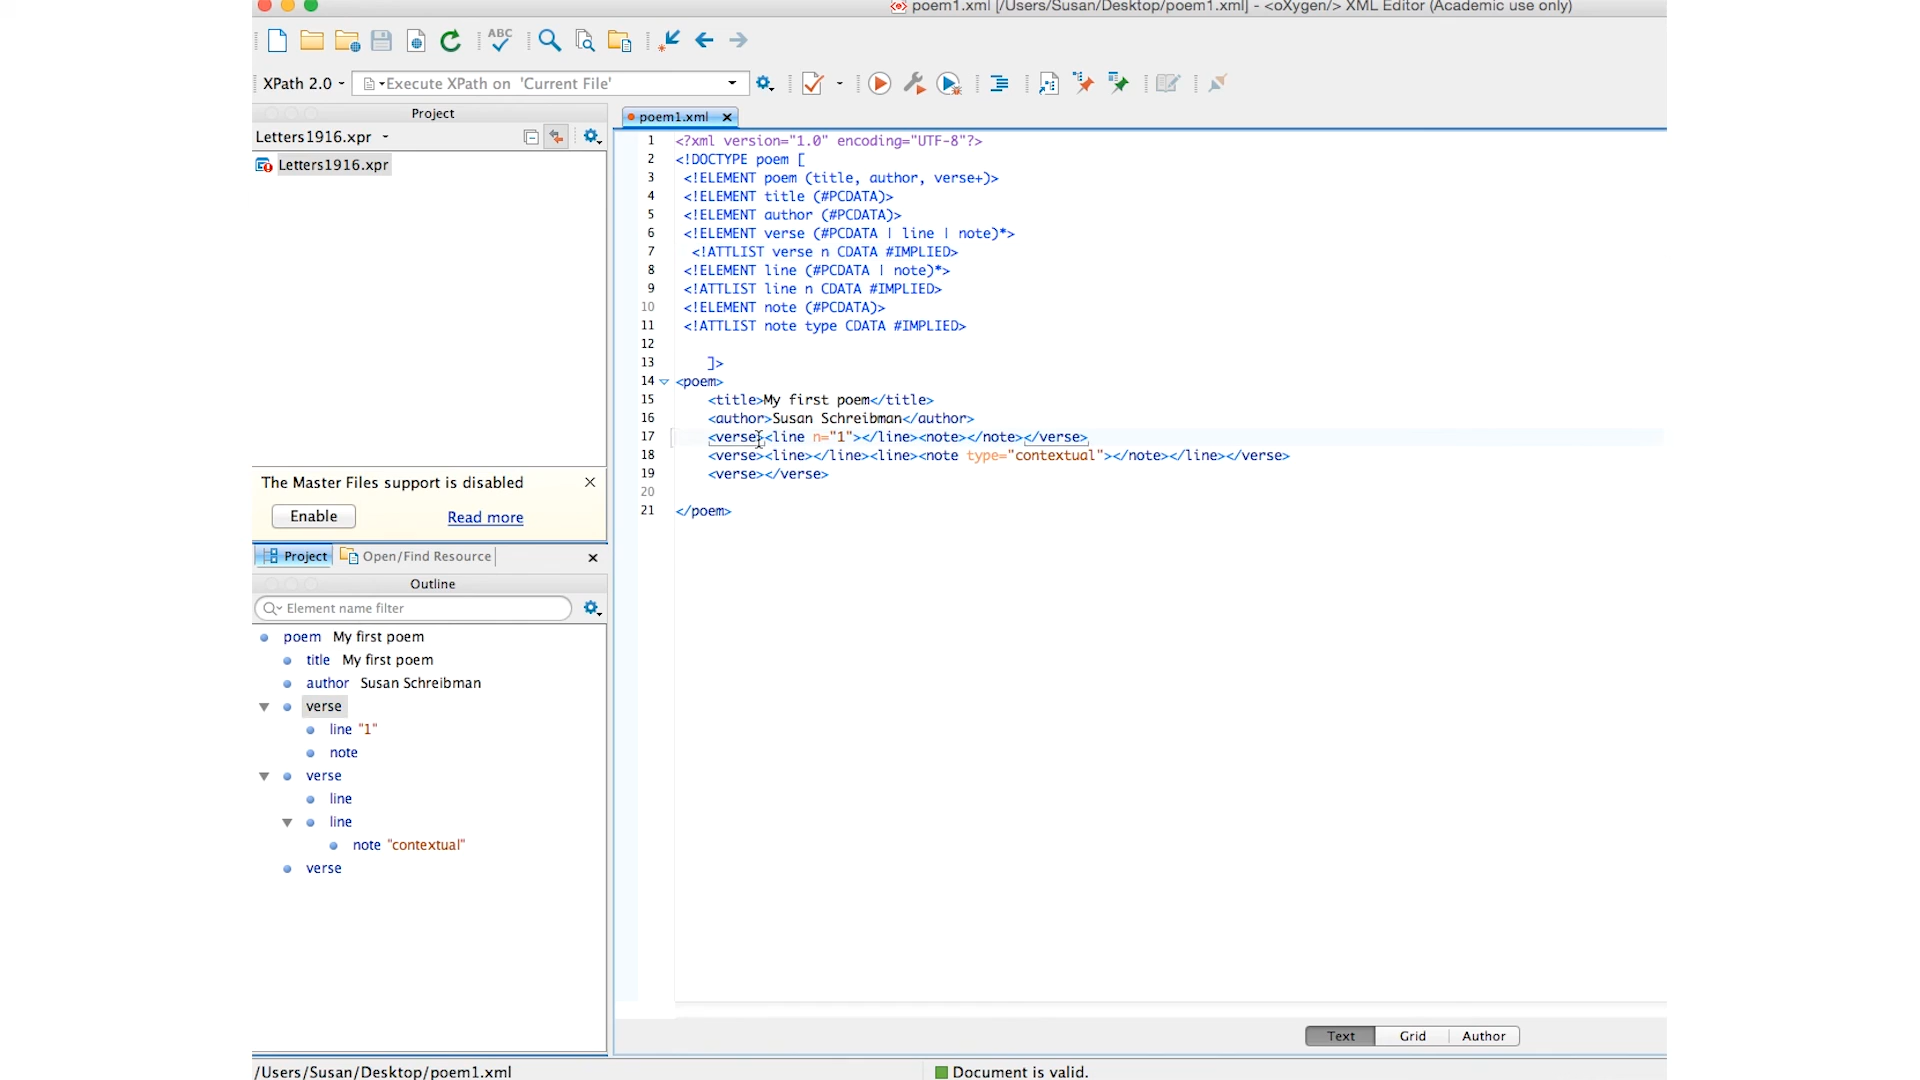 poem1.xml [/Users/Susan/Desktop/poem1.xml] - <oXygen/> XML Editor (Academic use only)
ABC
XPath 2.0
Execute XPath on 'Current File'
Project
Letters1916.xpr
Letters1916.xpr
The Master Files support is disabled
Enable
Read more
Project
Open/Find Resource
Outline
Element name filter
poem My first poem
title My first poem
author Susan Schreibman
verse
line "1"
note
verse
line
line
note "contextual"
verse
poem1.xml
1 <?xml version="1.0" encoding="UTF-8"?>
2 <!DOCTYPE poem [
3 <!ELEMENT poem (title, author, verse+)>
4 <!ELEMENT title (#PCDATA)>
5 <!ELEMENT author (#PCDATA)>
6 <!ELEMENT verse (#PCDATA | line | note)*>
7 <!ATTLIST verse n CDATA #IMPLIED>
8 <!ELEMENT line (#PCDATA | note)*>
9 <!ATTLIST line n CDATA #IMPLIED>
10 <!ELEMENT note (#PCDATA)>
11 <!ATTLIST note type CDATA #IMPLIED>
12
13 ]>
14 <poem>
15 <title>My first poem</title>
16 <author>Susan Schreibman</author>
17 <verse><line n="1"></line><note></note></verse>
18 <verse><line></line><line><note type="contextual"></note></line></verse>
19 <verse></verse>
20
21 </poem>
Text Grid Author
/Users/Susan/Desktop/poem1.xml
Document is valid.